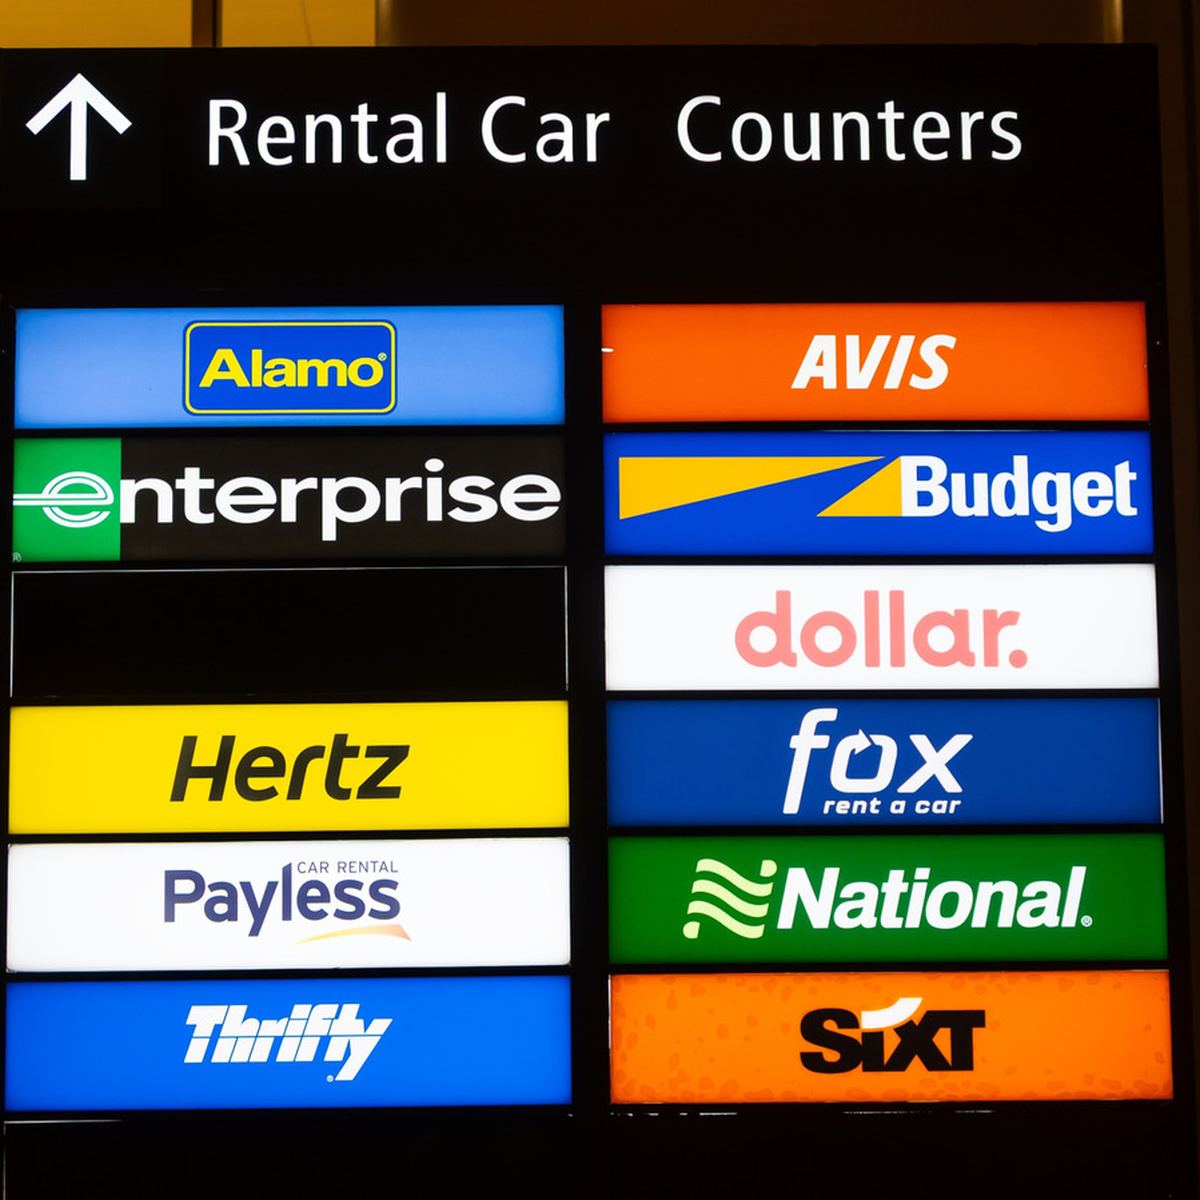 Rental Car Counters
Alamo®
AVIS
enterprise
®
Budget
dollar.
Hertz
fox
rent a car
CAR RENTAL
Payless
National®
Thrifty®
SIXT